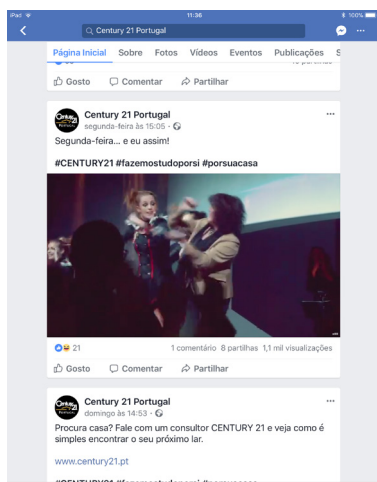 iPad
11:36
100%
Century 21 Portugal
Página Inicial Sobre Fotos Vídeos Eventos Publicações S
Gosto Comentar Partilhar
Century 21 Portugal
segunda-feira às 15:05 ·
Segunda-feira... e eu assim!
#CENTURY21 #fazemostudoporsi #porsuacasa
21
1 comentário 8 partilhas 1,1 mil visualizações
Gosto Comentar Partilhar
Century 21 Portugal
domingo às 14:53 ·
Procura casa? Fale com um consultor CENTURY 21 e veja como é
simples encontrar o seu próximo lar.
www.century21.pt
#CENTURY21 #fazemostudoporsi #porsuacasa